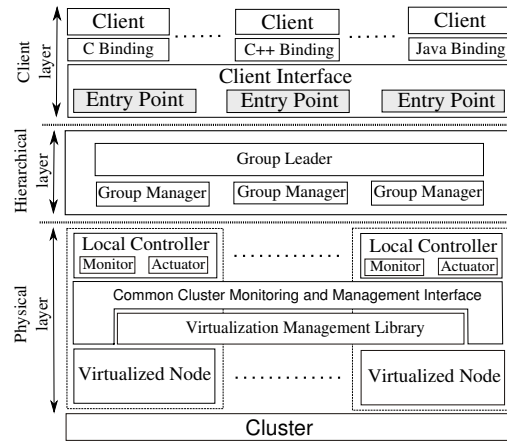 Client Client Client
C Binding C++ Binding Java Binding
Client Interface
Entry Point Entry Point Entry Point
Client
layer
Group Leader
Group Manager Group Manager Group Manager
Hierarchical
layer
Local Controller Local Controller
Monitor Actuator Monitor Actuator
Common Cluster Monitoring and Management Interface
Virtualization Management Library
Virtualized Node Virtualized Node
Physical
layer
Cluster